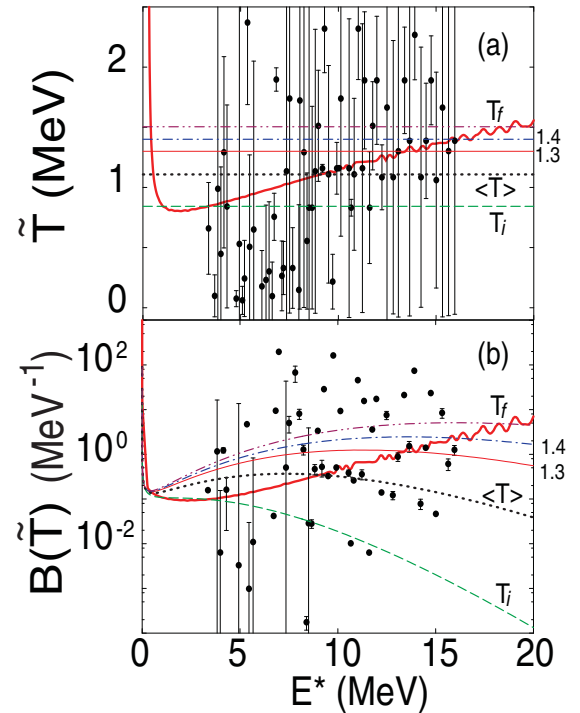 (a)
2
1
0
T̃ (MeV)
T_f
1.4
1.3
<T>
T_i
(b)
10^2
10^0
10^-2
B(T̃) (MeV^-1)
T_f
1.4
1.3
<T>
T_i
0 5 10 15 20
E* (MeV)